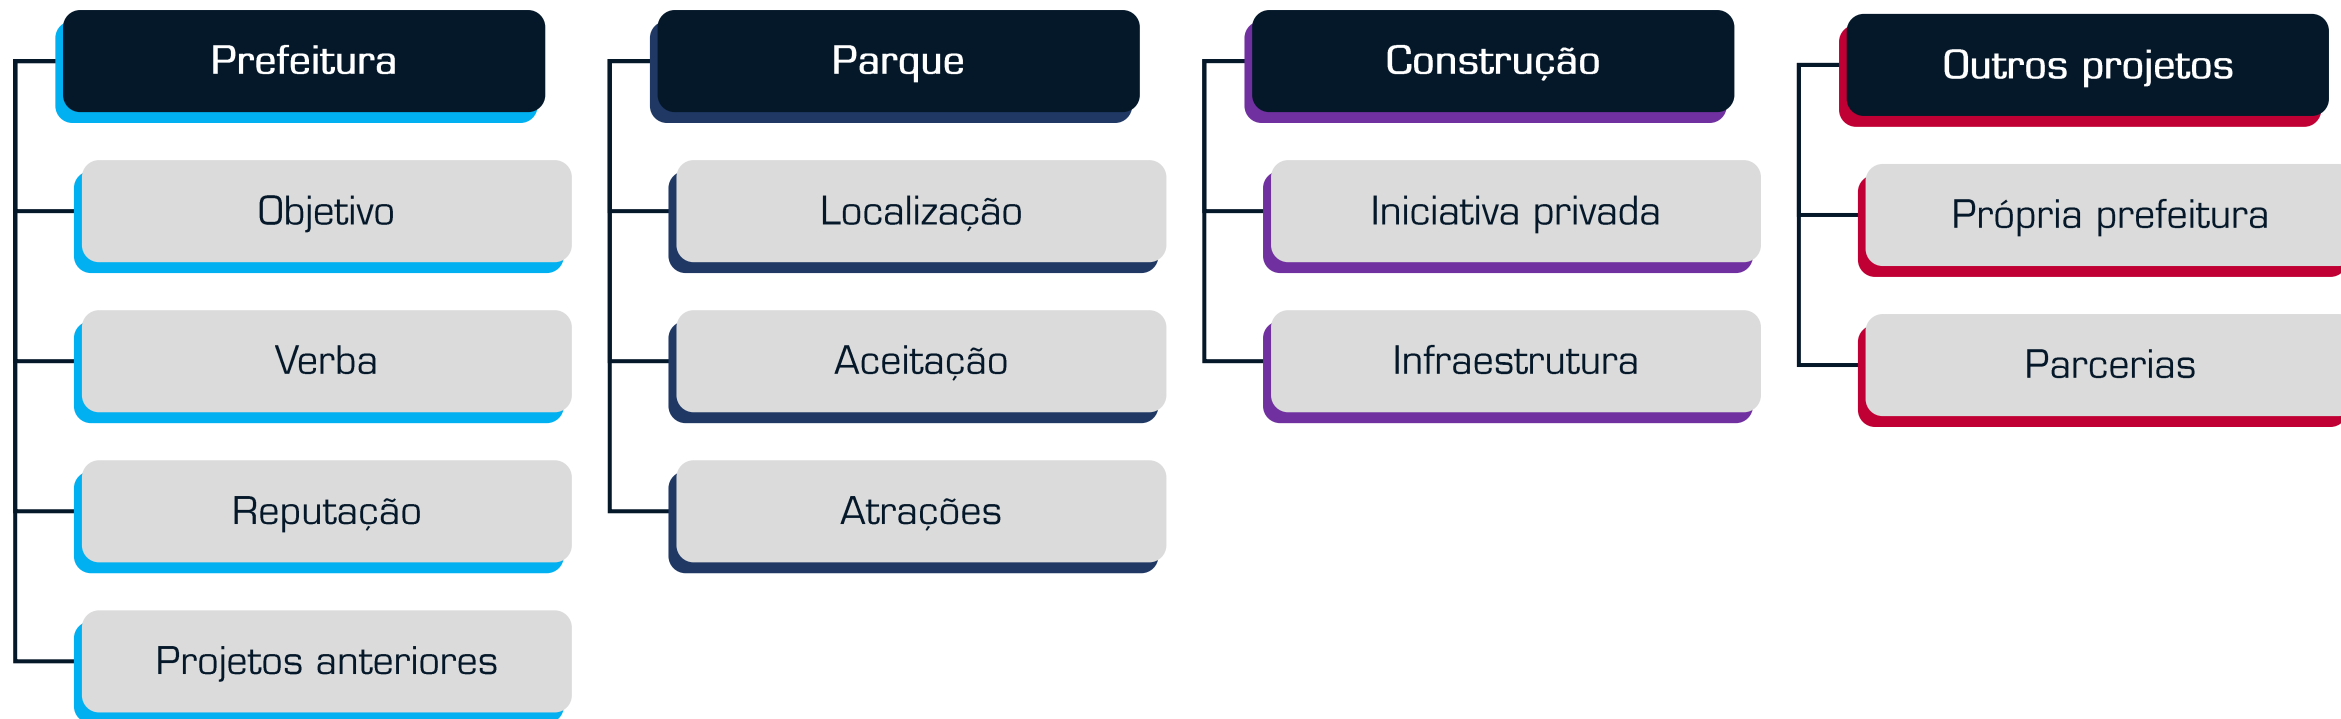 Prefeitura
Objetivo
Verba
Reputação
Projetos anteriores
Parque
Localização
Aceitação
Atrações
Construção
Iniciativa privada
Infraestrutura
Outros projetos
Própria prefeitura
Parcerias